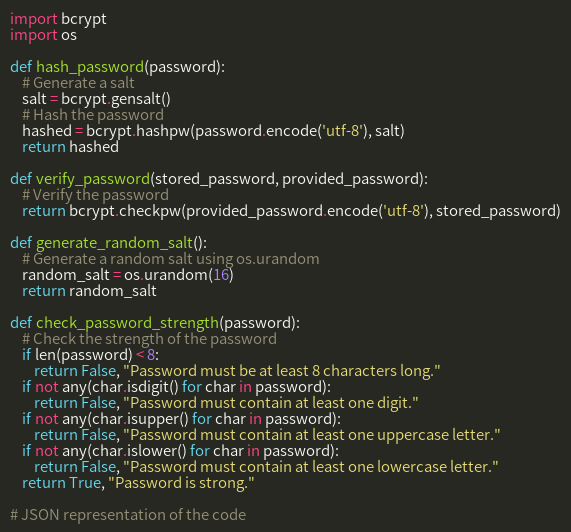 import bcrypt
import os

def hash_password(password):
    # Generate a salt
    salt = bcrypt.gensalt()
    # Hash the password
    hashed = bcrypt.hashpw(password.encode('utf-8'), salt)
    return hashed

def verify_password(stored_password, provided_password):
    # Verify the password
    return bcrypt.checkpw(provided_password.encode('utf-8'), stored_password)

def generate_random_salt():
    # Generate a random salt using os.urandom
    random_salt = os.urandom(16)
    return random_salt

def check_password_strength(password):
    # Check the strength of the password
    if len(password) < 8:
        return False, "Password must be at least 8 characters long."
    if not any(char.isdigit() for char in password):
        return False, "Password must contain at least one digit."
    if not any(char.isupper() for char in password):
        return False, "Password must contain at least one uppercase letter."
    if not any(char.islower() for char in password):
        return False, "Password must contain at least one lowercase letter."
    return True, "Password is strong."

# JSON representation of the code